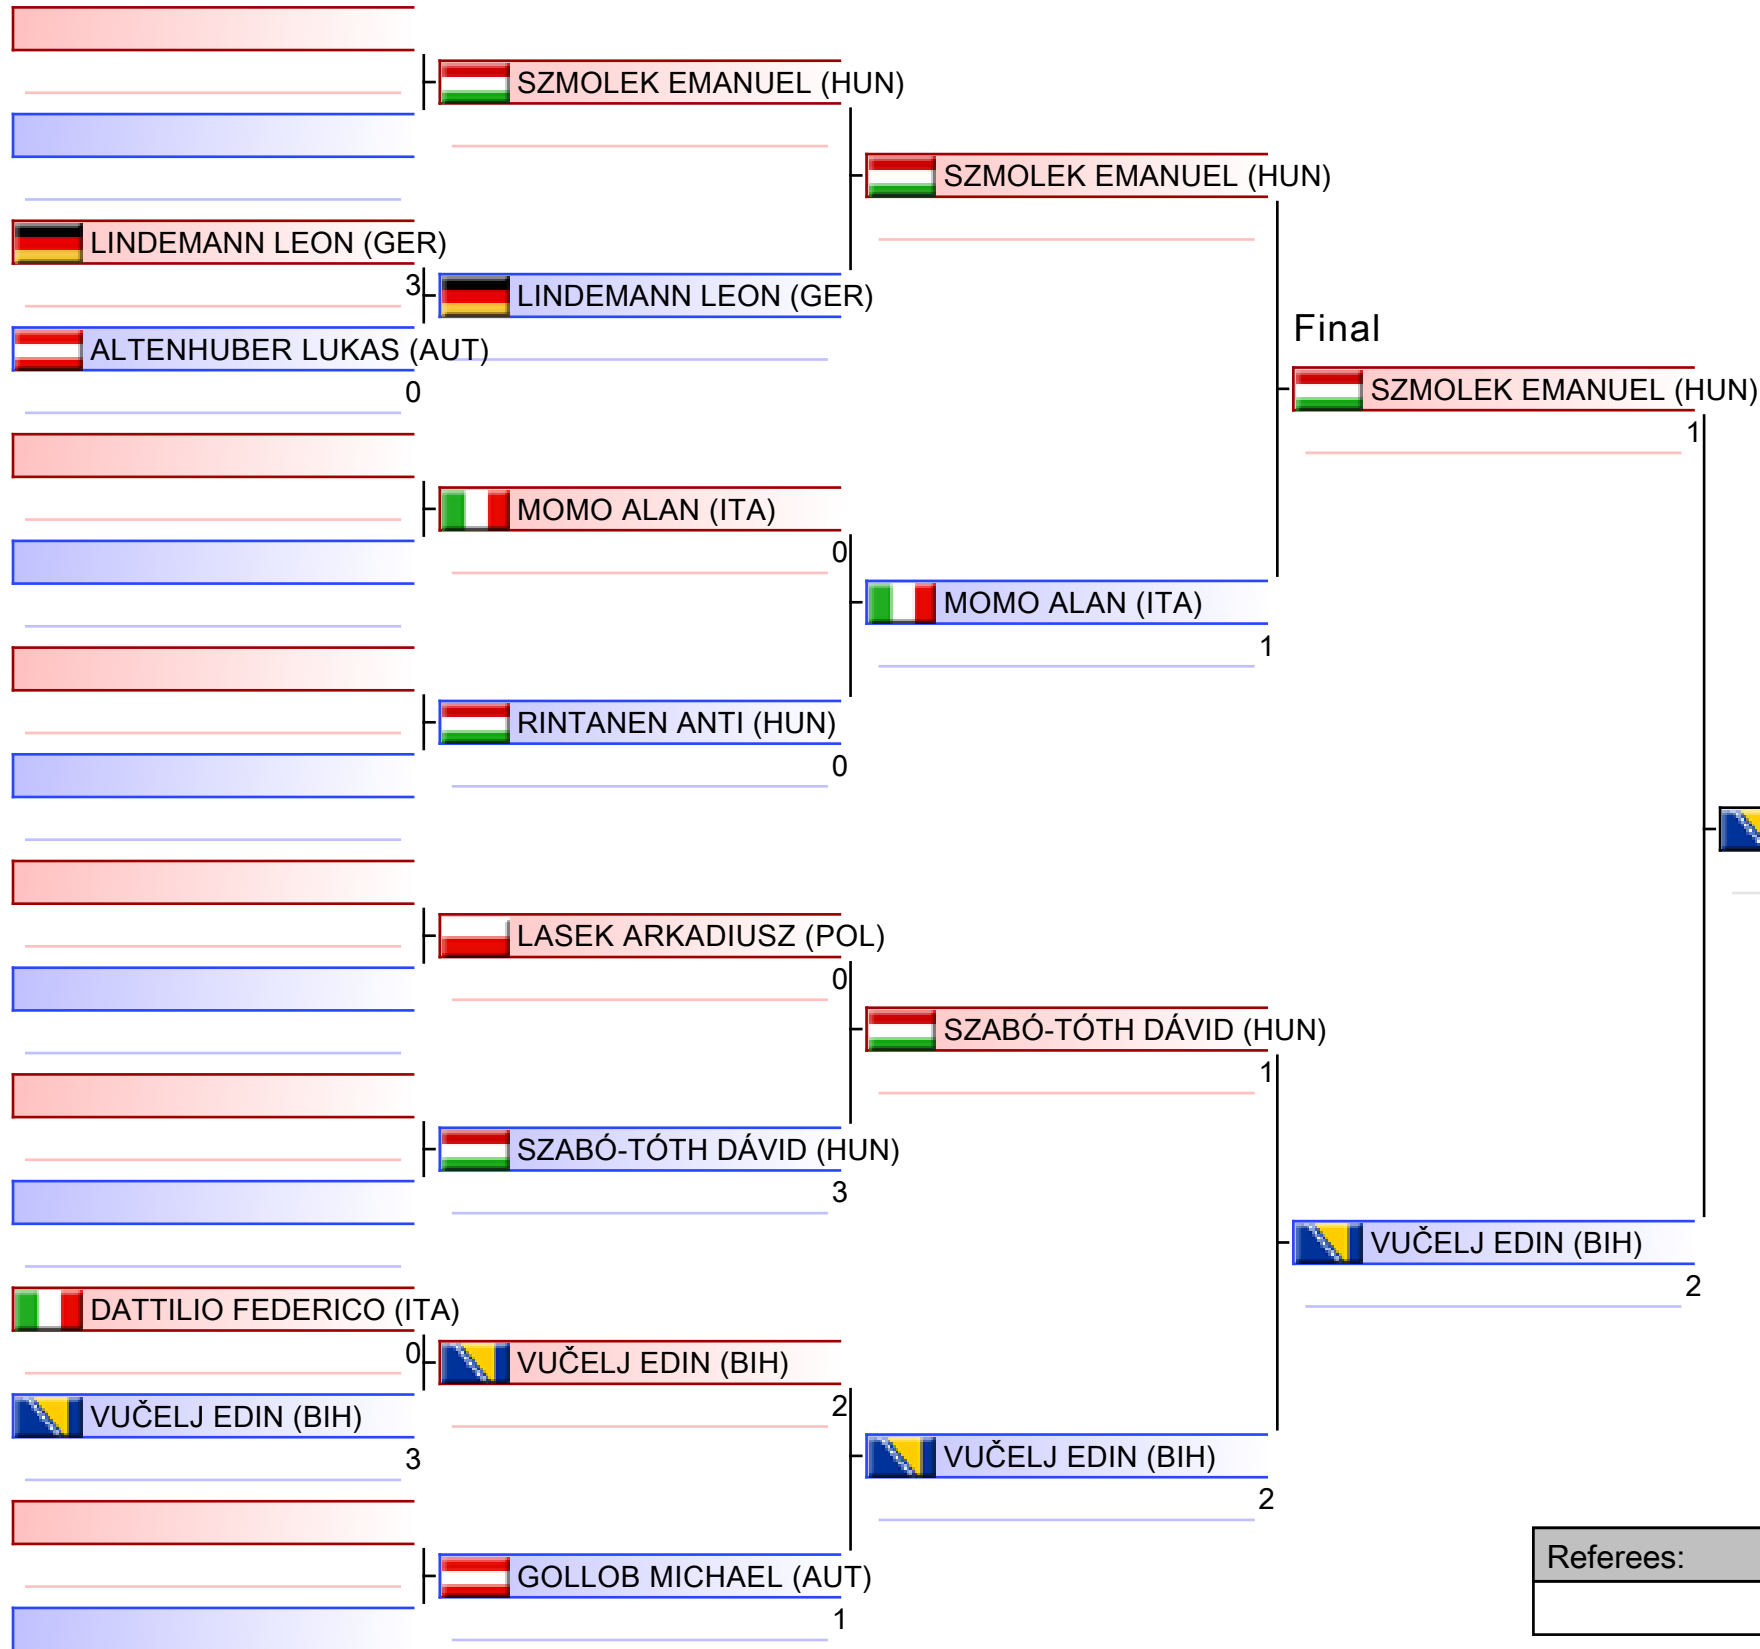 SZMOLEK EMANUEL (HUN)
SZMOLEK EMANUEL (HUN)
LINDEMANN LEON (GER)
3
LINDEMANN LEON (GER)
ALTENHUBER LUKAS (AUT)
0
Final
SZMOLEK EMANUEL (HUN)
1
MOMO ALAN (ITA)
0
MOMO ALAN (ITA)
1
RINTANEN ANTI (HUN)
0
LASEK ARKADIUSZ (POL)
0
SZABÓ-TÓTH DÁVID (HUN)
1
SZABÓ-TÓTH DÁVID (HUN)
3
VUČELJ EDIN (BIH)
2
DATTILIO FEDERICO (ITA)
0
VUČELJ EDIN (BIH)
2
VUČELJ EDIN (BIH)
3
VUČELJ EDIN (BIH)
2
GOLLOB MICHAEL (AUT)
1
Referees: